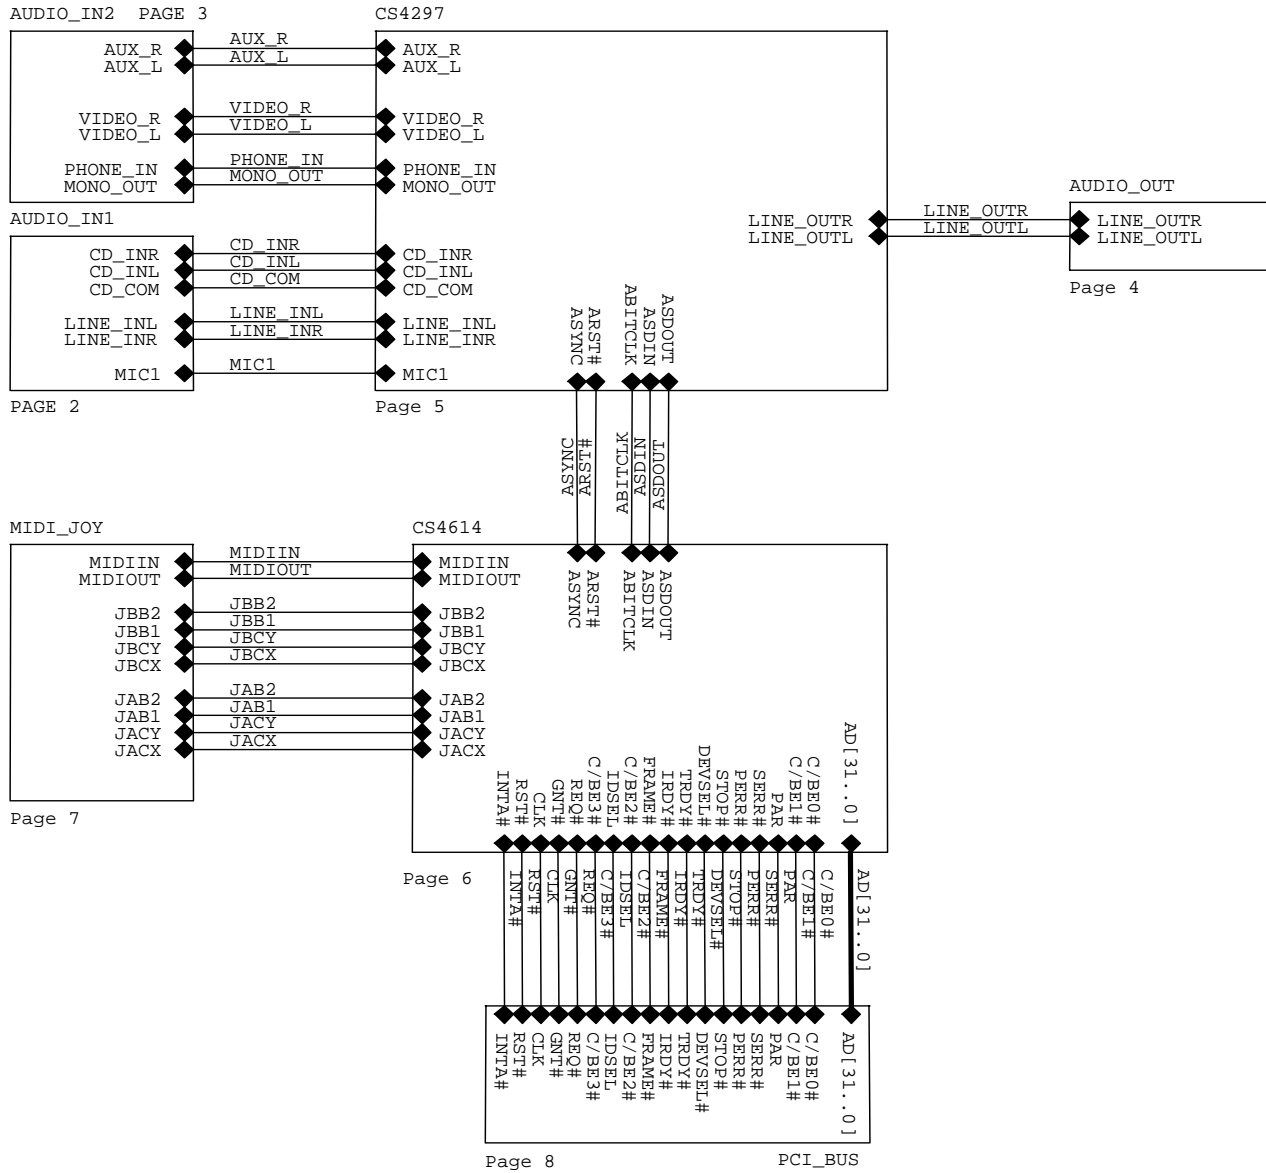 AUDIO_IN2 PAGE 3
CS4297
AUX_R AUX_R AUX_R
AUX_L AUX_L AUX_L
VIDEO_R VIDEO_R VIDEO_R
VIDEO_L VIDEO_L VIDEO_L
PHONE_IN PHONE_IN PHONE_IN
MONO_OUT MONO_OUT MONO_OUT
AUDIO_OUT
AUDIO_IN1
LINE_OUTR LINE_OUTR LINE_OUTR
LINE_OUTL LINE_OUTL LINE_OUTL
Page 4
CD_INR CD_INR CD_INR
CD_INL CD_INL CD_INL
CD_COM CD_COM CD_COM
LINE_INL LINE_INL LINE_INL
LINE_INR LINE_INR LINE_INR
MIC1 MIC1 MIC1
PAGE 2
Page 5
ASYNC
ARST#
ABITCLK
ASDIN
ASDOUT
ASYNC
ARST#
ABITCLK
ASDIN
ASDOUT
ASYNC
ARST#
ABITCLK
ASDIN
ASDOUT
MIDI_JOY
CS4614
MIDIIN MIDIIN MIDIIN
MIDIOUT MIDIOUT MIDIOUT
JBB2 JBB2 JBB2
JBB1 JBB1 JBB1
JBCY JBCY JBCY
JBCX JBCX JBCX
JAB2 JAB2 JAB2
JAB1 JAB1 JAB1
JACY JACY JACY
JACX JACX JACX
Page 7
Page 6
INTA#
RST#
CLK
GNT#
REQ#
C/BE3#
IDSEL
C/BE2#
FRAME#
IRDY#
TRDY#
DEVSEL#
STOP#
PERR#
SERR#
PAR
C/BE1#
C/BE0#
AD[31..0]
INTA#
RST#
CLK
GNT#
REQ#
C/BE3#
IDSEL
C/BE2#
FRAME#
IRDY#
TRDY#
DEVSEL#
STOP#
PERR#
SERR#
PAR
C/BE1#
C/BE0#
AD[31..0]
INTA#
RST#
CLK
GNT#
REQ#
C/BE3#
IDSEL
C/BE2#
FRAME#
IRDY#
TRDY#
DEVSEL#
STOP#
PERR#
SERR#
PAR
C/BE1#
C/BE0#
AD[31..0]
Page 8
PCI_BUS